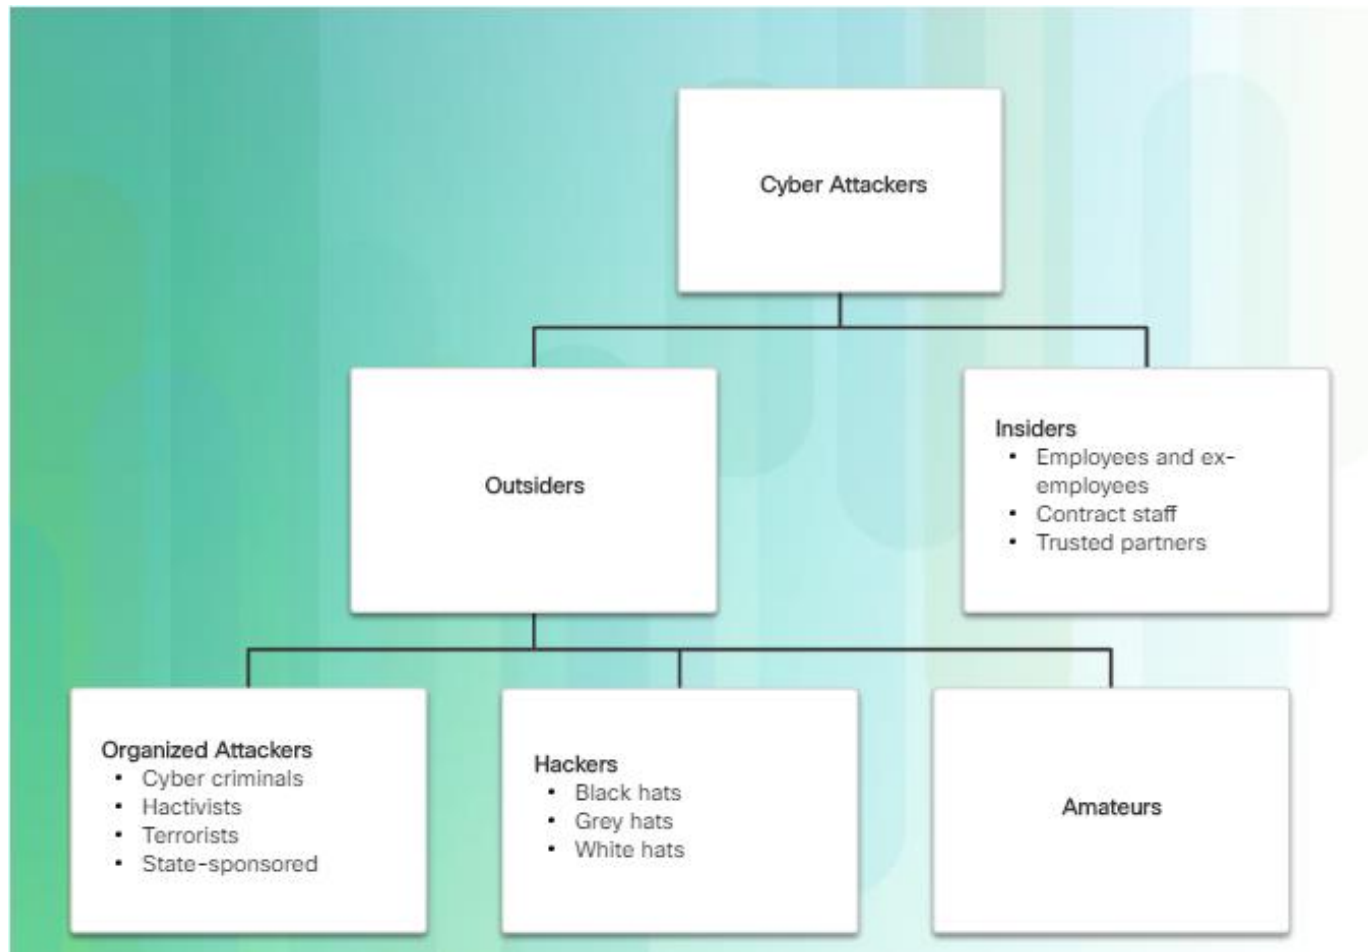 Cyber Attackers
Outsiders
Insiders
• Employees and ex-
employees
• Contract staff
• Trusted partners
Organized Attackers
• Cyber criminals
• Hactivists
• Terrorists
• State-sponsored
Hackers
• Black hats
• Grey hats
• White hats
Amateurs